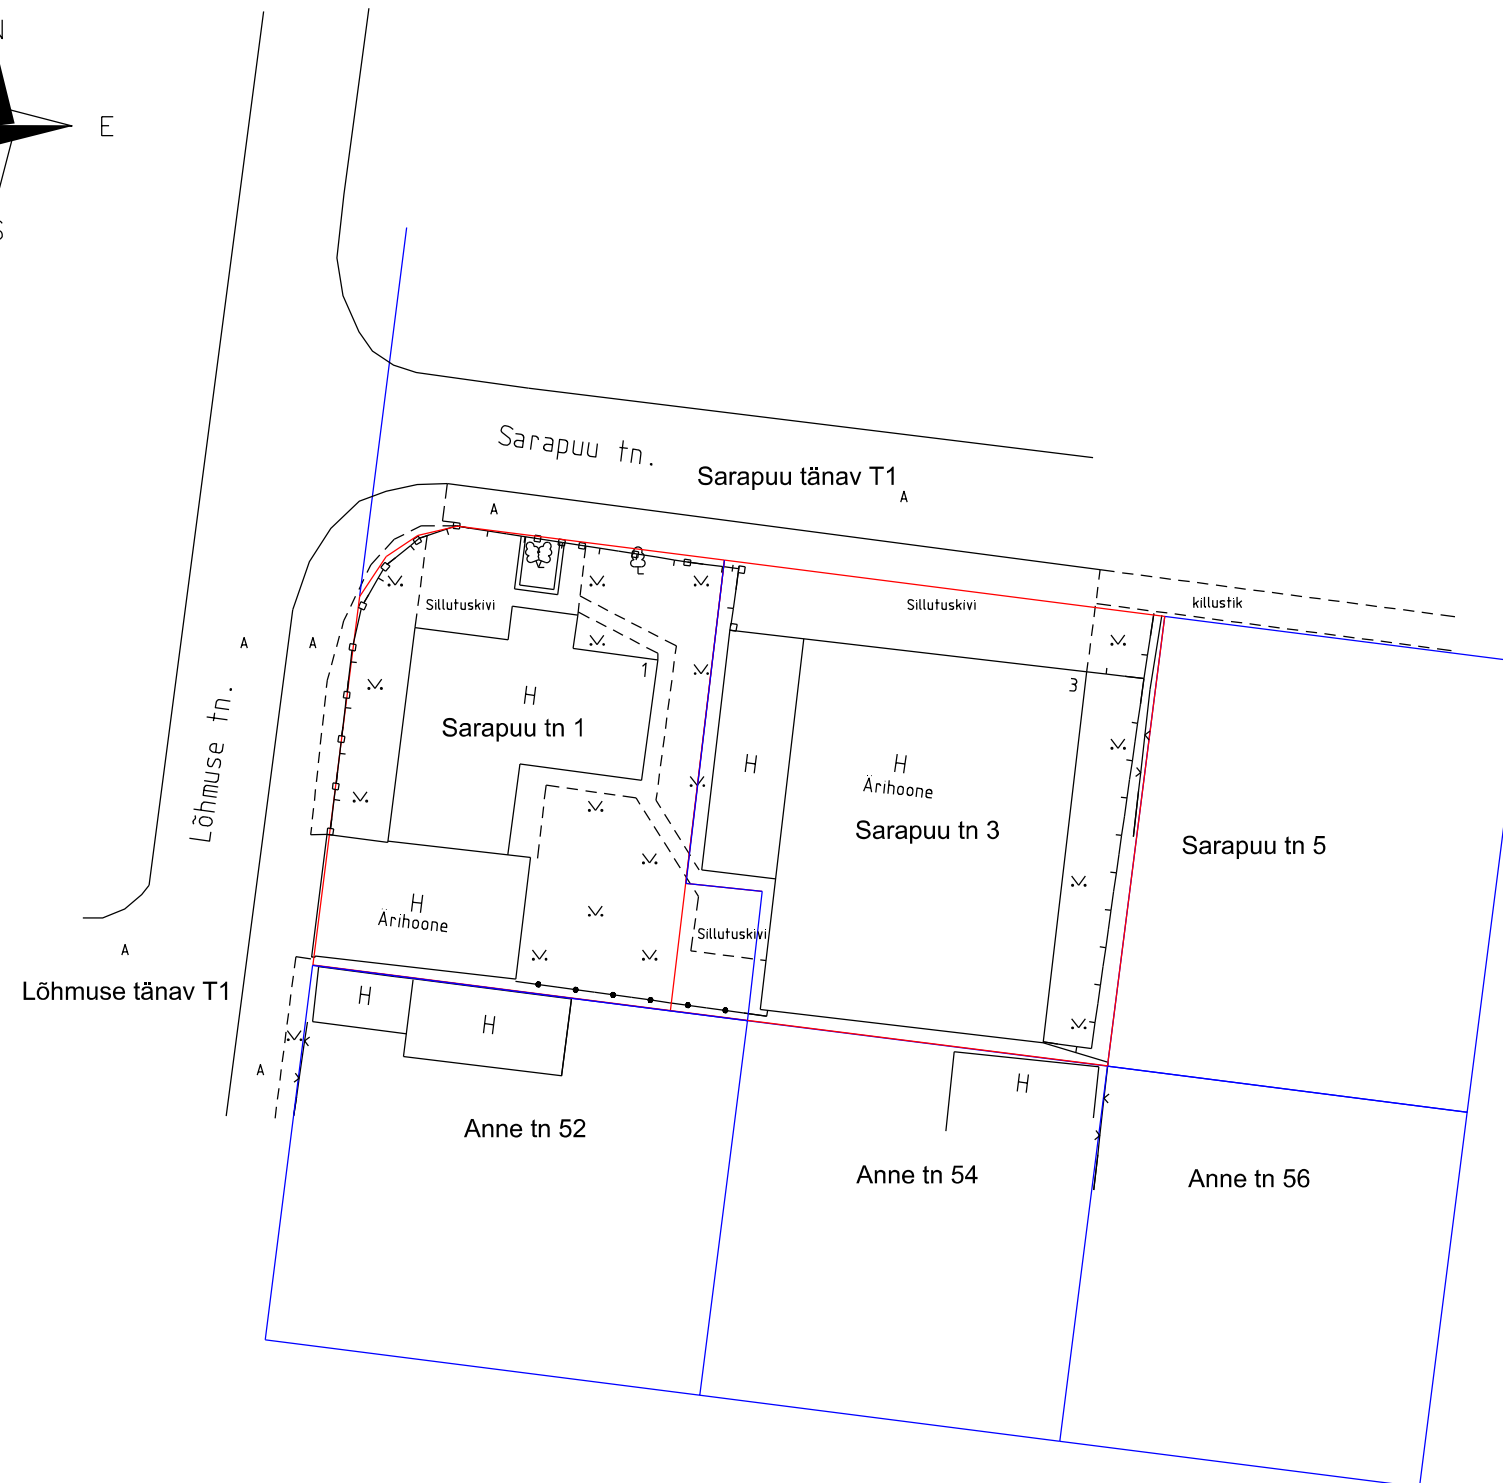 N
E
S
Sarapuu tn.
Sarapuu tänav T1
A
A
Sillutuskivi
Sillutuskivi
killustik
A
A
1
3
H
Sarapuu tn 1
Lõhmuse tn.
H
H
Ärihoone
Sarapuu tn 3
Sarapuu tn 5
H
Ärihoone
Sillutuskivi
A
Lõhmuse tänav T1
H
H
A
H
Anne tn 52
Anne tn 54
Anne tn 56